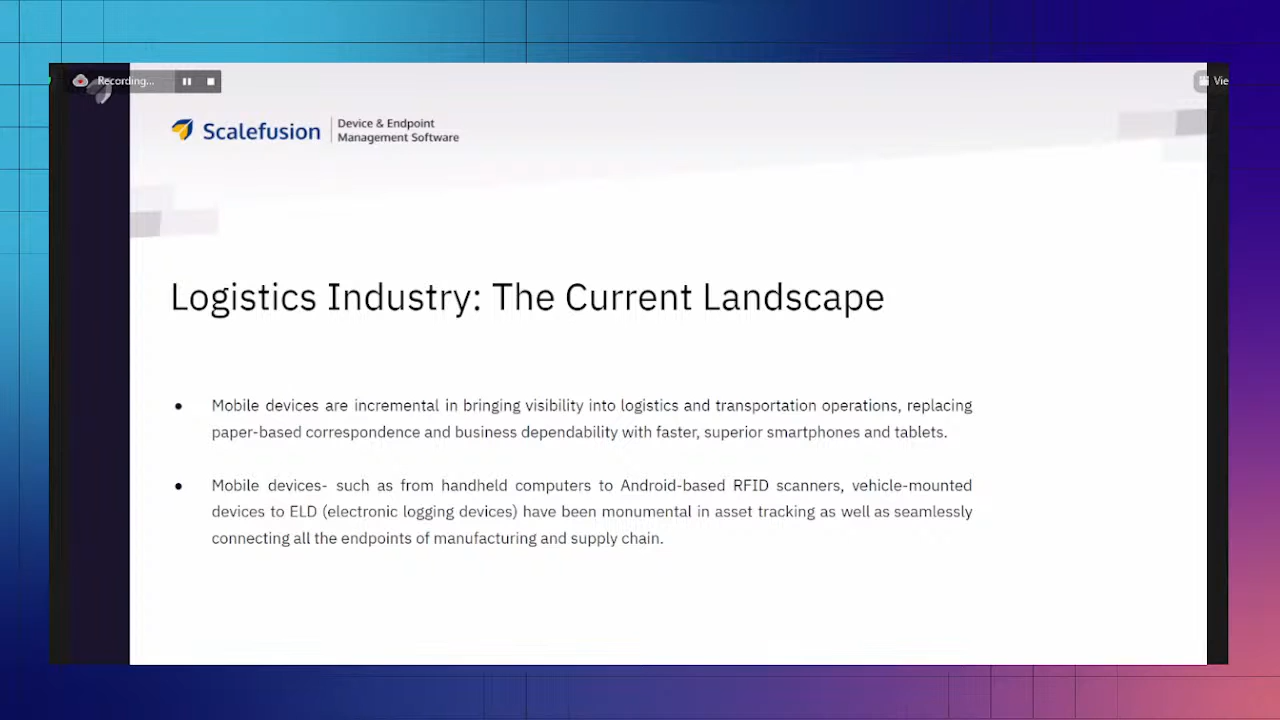 Recording...
Vie
Scalefusion
Device & Endpoint
Management Software
Logistics Industry: The Current Landscape
● Mobile devices are incremental in bringing visibility into logistics and transportation operations, replacing
paper-based correspondence and business dependability with faster, superior smartphones and tablets.
● Mobile devices- such as from handheld computers to Android-based RFID scanners, vehicle-mounted
devices to ELD (electronic logging devices) have been monumental in asset tracking as well as seamlessly
connecting all the endpoints of manufacturing and supply chain.